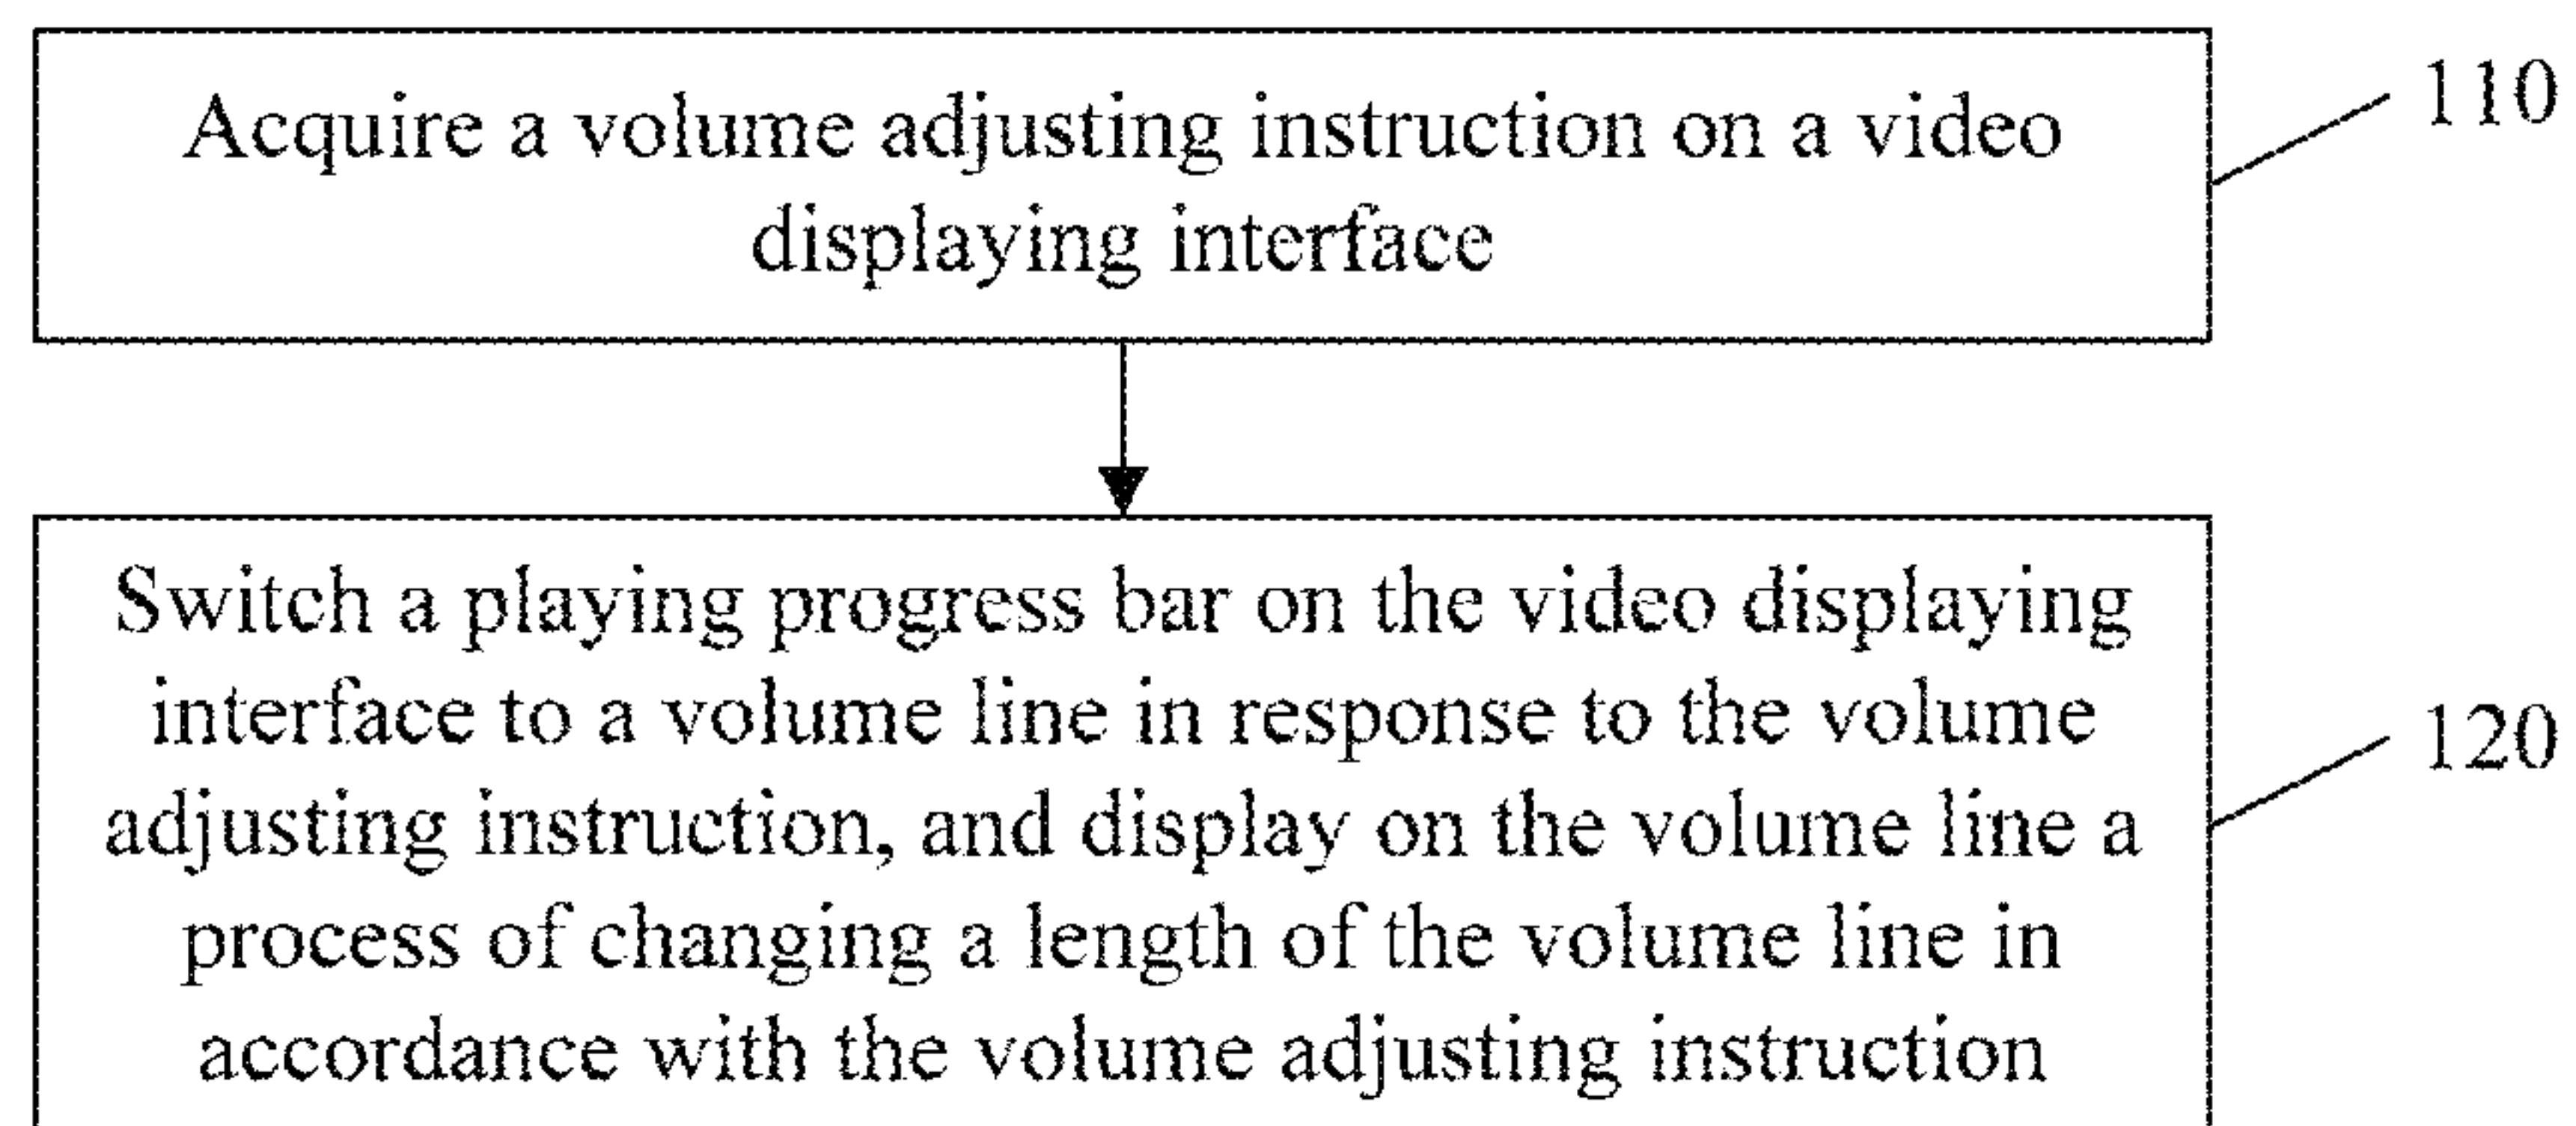 Acquire a volume adjusting instruction on a video
displaying interface
110
Switch a playing progress bar on the video displaying
interface to a volume line in response to the volume
adjusting instruction, and display on the volume line a
process of changing a length of the volume line in
accordance with the volume adjusting instruction
120